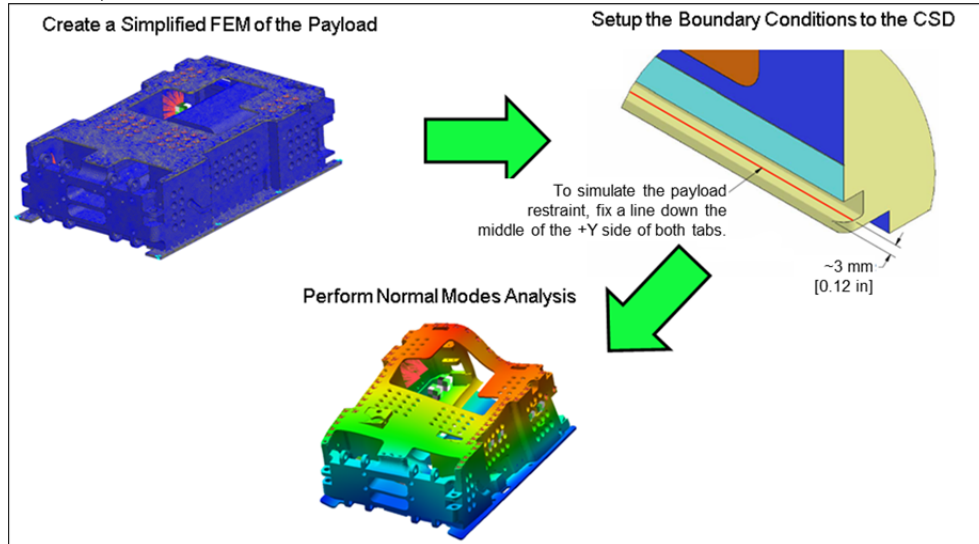 Create a Simplified FEM of the Payload
Setup the Boundary Conditions to the CSD
To simulate the payload
restraint, fix a line down the
middle of the +Y side of both tabs.
~3 mm
[0.12 in]
Perform Normal Modes Analysis